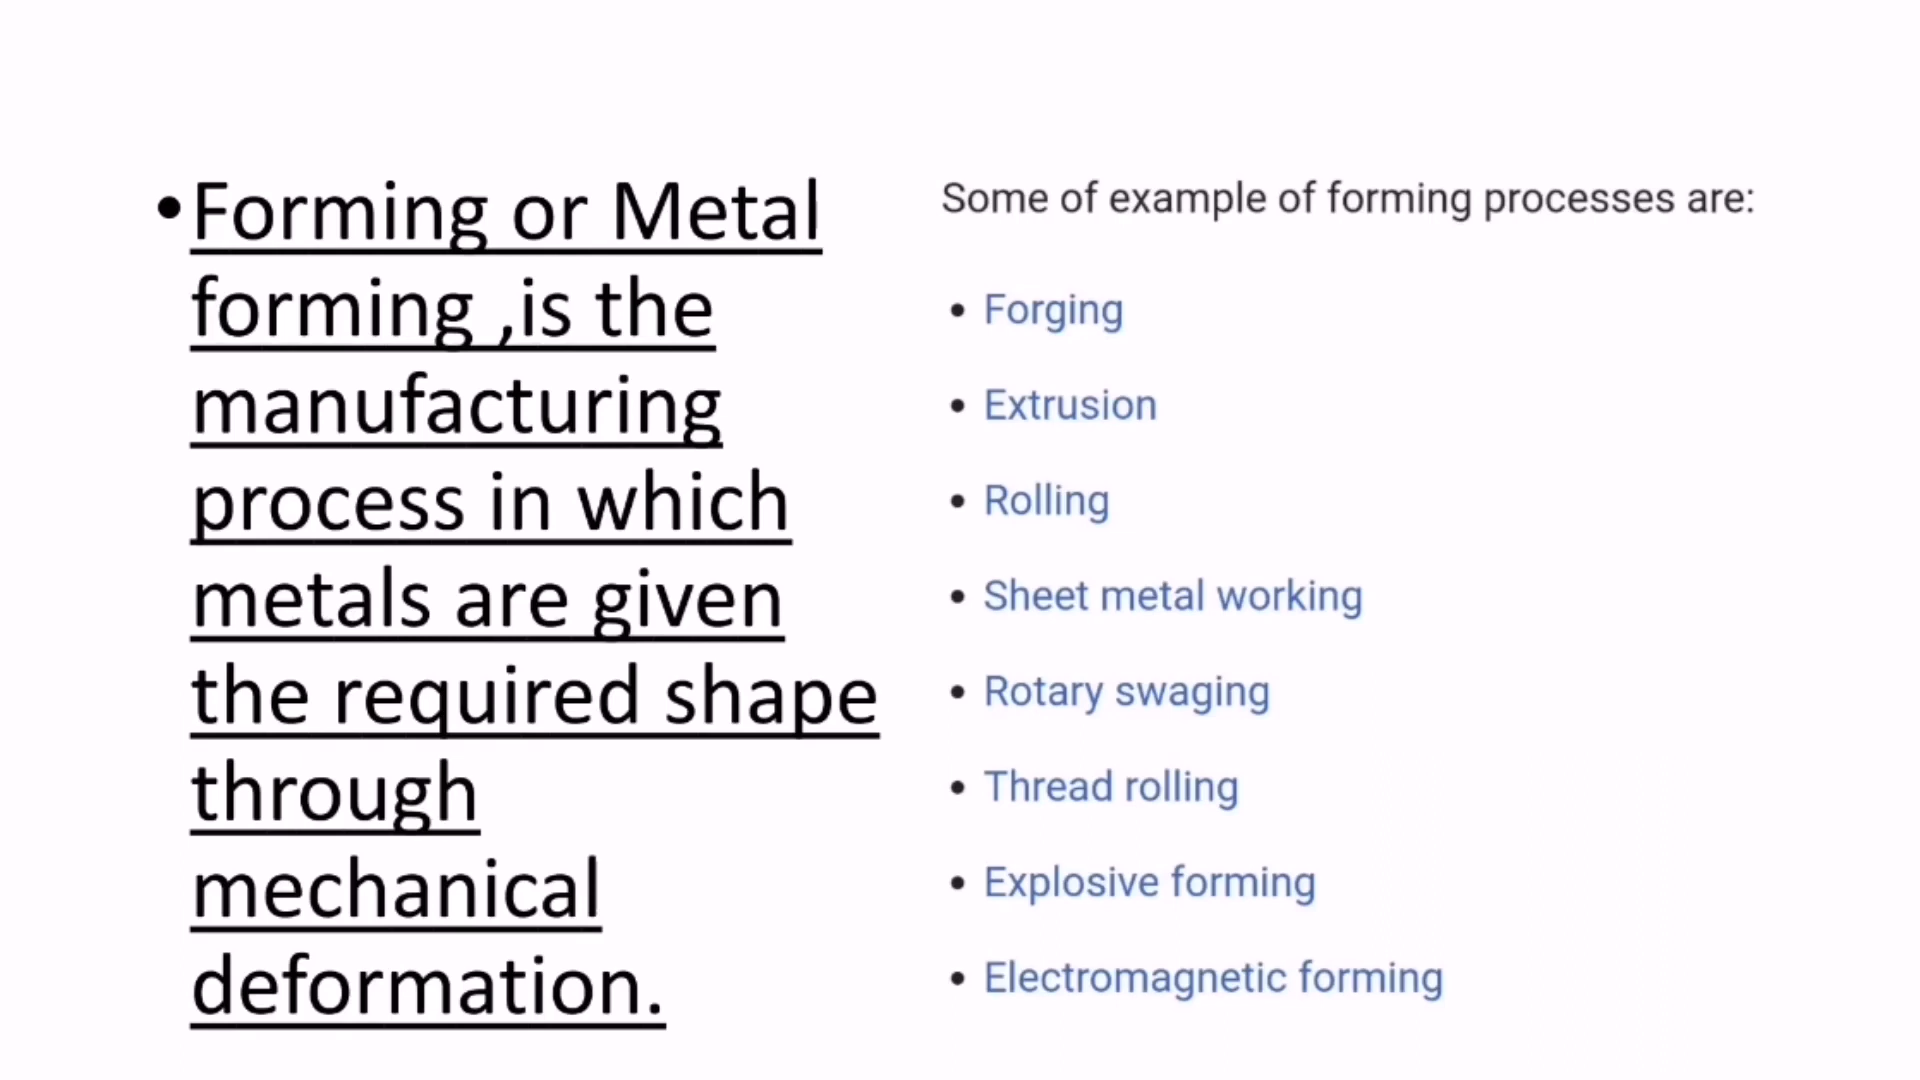 •Forming or Metal
forming ,is the
manufacturing
process in which
metals are given
the required shape
through
mechanical
deformation.
Some of example of forming processes are:
• Forging
• Extrusion
• Rolling
• Sheet metal working
• Rotary swaging
• Thread rolling
• Explosive forming
• Electromagnetic forming